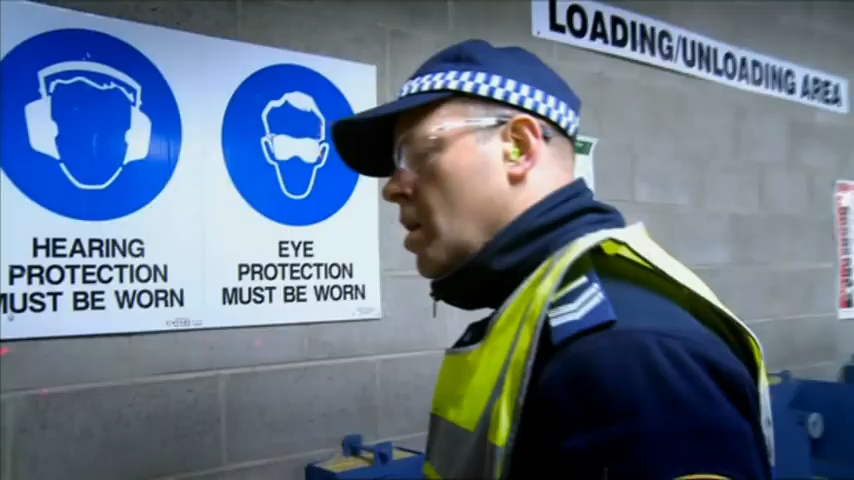 LOADING/UNLOADING AREA
HEARING
PROTECTION
MUST BE WORN
EYE
PROTECTION
MUST BE WORN